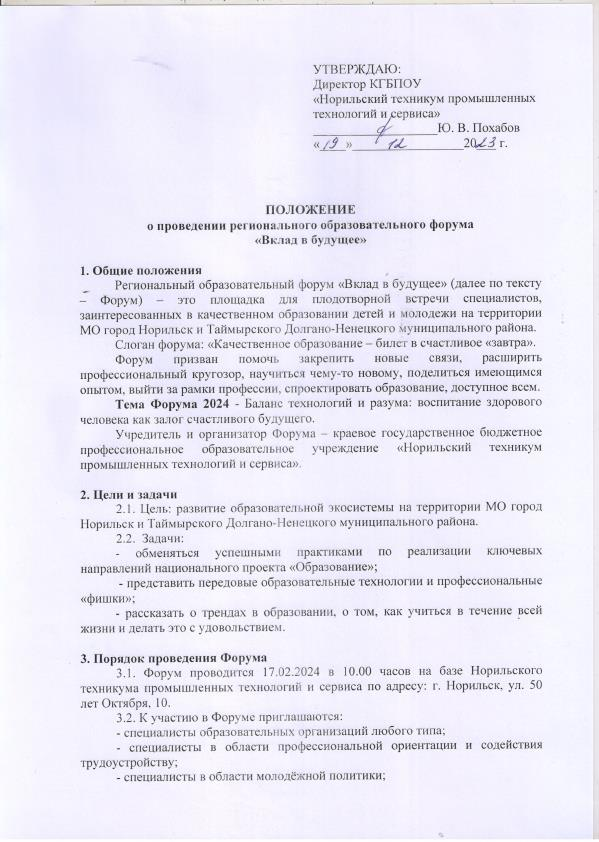 УТВЕРЖДАЮ:
Директор КГБПОУ
«Норильский техникум промышленных
технологий и сервиса»
____________________Ю. В. Похабов
«_19_»_______12_________2023 г.
ПОЛОЖЕНИЕ
о проведении регионального образовательного форума
«Вклад в будущее»
1. Общие положения
Региональный образовательный форум «Вклад в будущее» (далее по тексту
– Форум) – это площадка для плодотворной встречи специалистов,
заинтересованных в качественном образовании детей и молодежи на территории
МО город Норильск и Таймырского Долгано-Ненецкого муниципального района.
Слоган форума: «Качественное образование – билет в счастливое «завтра».
Форум призван помочь закрепить новые связи, расширить
профессиональный кругозор, научиться чему-то новому, поделиться имеющимся
опытом, выйти за рамки профессии, спроектировать образование, доступное всем.
Тема Форума 2024 - Баланс технологий и разума: воспитание здорового
человека как залог счастливого будущего.
Учредитель и организатор Форума – краевое государственное бюджетное
профессиональное образовательное учреждение «Норильский техникум
промышленных технологий и сервиса».
2. Цели и задачи
2.1. Цель: развитие образовательной экосистемы на территории МО город
Норильск и Таймырского Долгано-Ненецкого муниципального района.
2.2. Задачи:
- обменяться успешными практиками по реализации ключевых
направлений национального проекта «Образование»;
- представить передовые образовательные технологии и профессиональные
«фишки»;
- рассказать о трендах в образовании, о том, как учиться в течение всей
жизни и делать это с удовольствием.
3. Порядок проведения Форума
3.1. Форум проводится 17.02.2024 в 10.00 часов на базе Норильского
техникума промышленных технологий и сервиса по адресу: г. Норильск, ул. 50
лет Октября, 10.
3.2. К участию в Форуме приглашаются:
- специалисты образовательных организаций любого типа;
- специалисты в области профессиональной ориентации и содействия
трудоустройству;
- специалисты в области молодёжной политики;